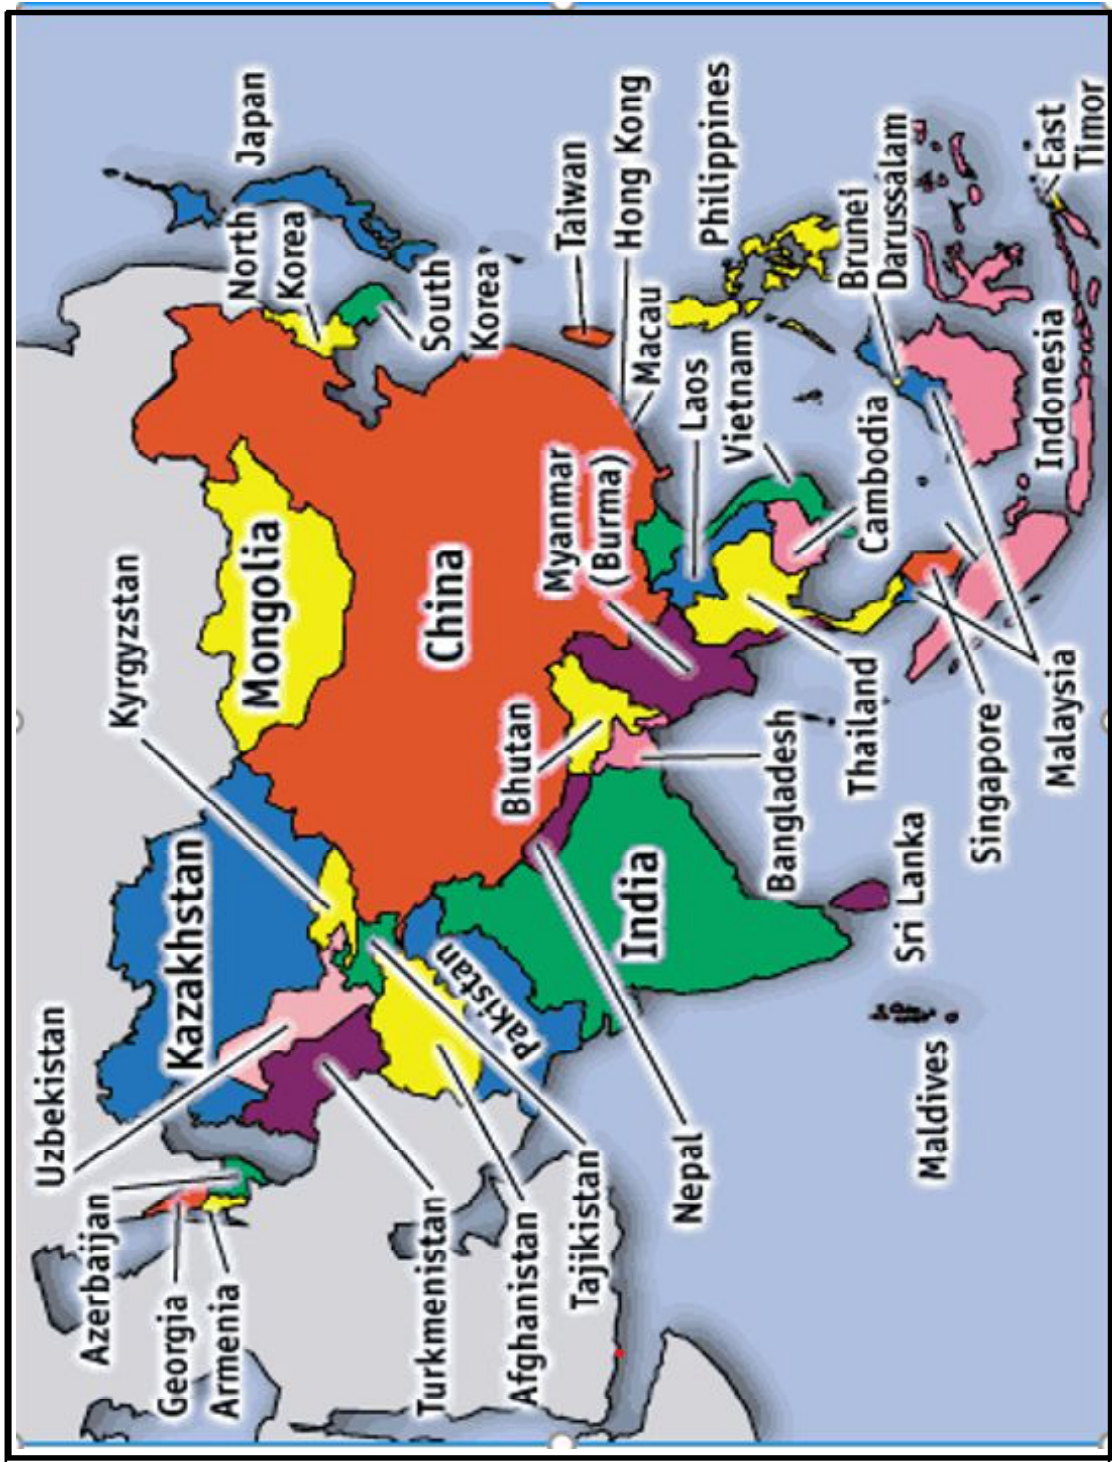 Uzbekistan
Kyrgyzstan
Azerbaijan
Georgia
Armenia
Kazakhstan
Mongolia
North
Korea
Japan
South
Korea
China
Turkmenistan
Afghanistan
Tajikistan
Pakistan
Bhutan
Myanmar
(Burma)
Taiwan
Hong Kong
Macau
Nepal
India
Laos
Vietnam
Philippines
Bangladesh
Thailand
Cambodia
Brunei
Darussalam
Maldives
Sri Lanka
Singapore
Malaysia
Indonesia
East
Timor